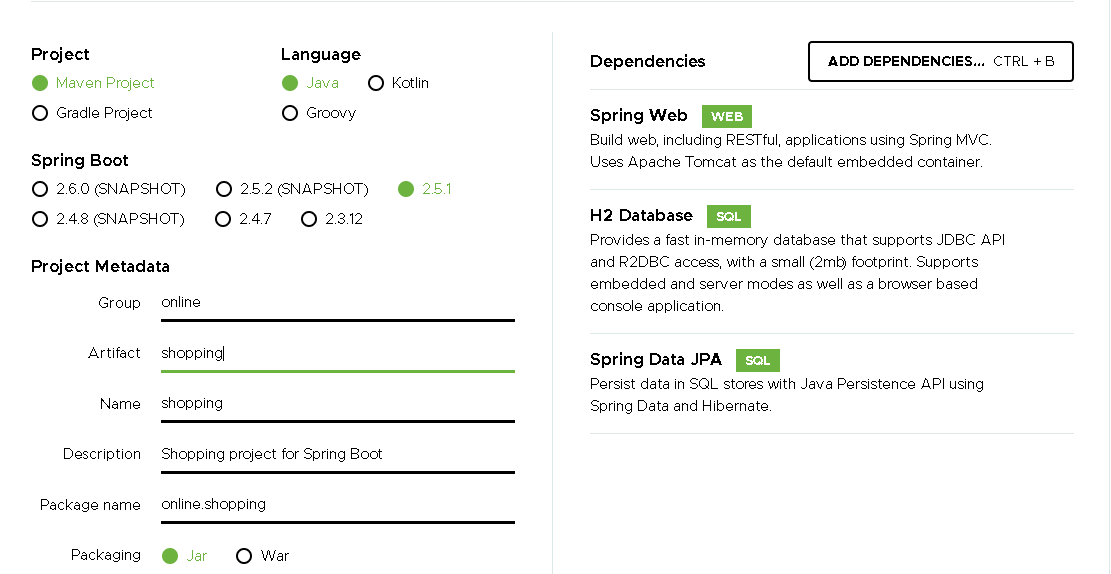 Project
Language
Maven Project
Java
Kotlin
Gradle Project
Groovy
Spring Boot
2.6.0 (SNAPSHOT)
2.5.2 (SNAPSHOT)
2.5.1
2.4.8 (SNAPSHOT)
2.4.7
2.3.12
Project Metadata
Group
online
Artifact
shopping
Name
shopping
Description
Shopping project for Spring Boot
Package name
online.shopping
Packaging
Jar
War
Dependencies
ADD DEPENDENCIES... CTRL + B
Spring Web WEB
Build web, including RESTful, applications using Spring MVC.
Uses Apache Tomcat as the default embedded container.
H2 Database SQL
Provides a fast in-memory database that supports JDBC API
and R2DBC access, with a small (2mb) footprint. Supports
embedded and server modes as well as a browser based
console application.
Spring Data JPA SQL
Persist data in SQL stores with Java Persistence API using
Spring Data and Hibernate.